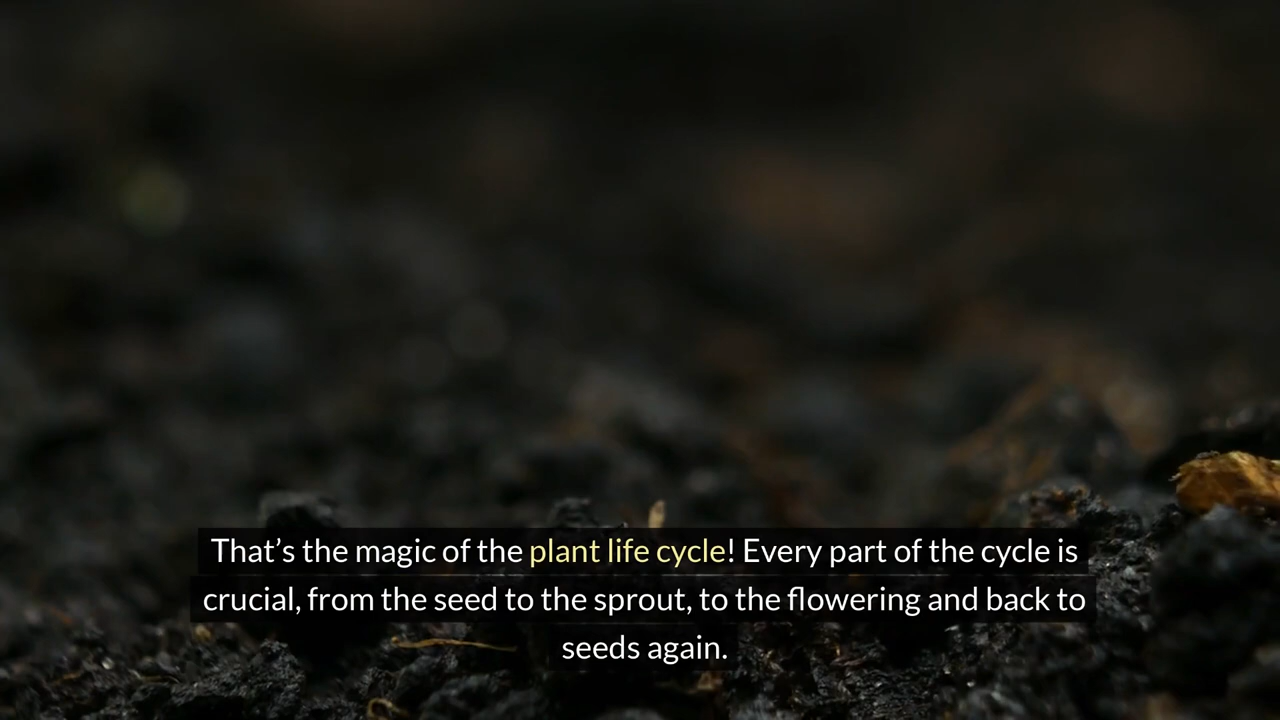 That’s the magic of the plant life cycle! Every part of the cycle is
crucial, from the seed to the sprout, to the flowering and back to
seeds again.